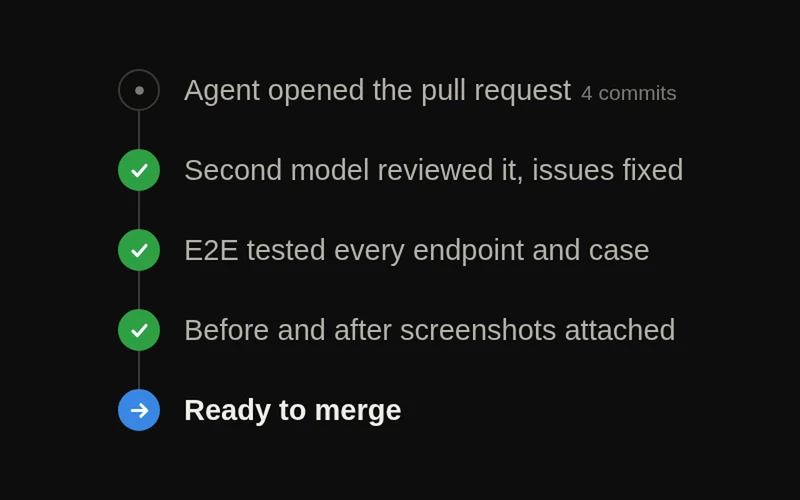 Agent opened the pull request 4 commits
Second model reviewed it, issues fixed
E2E tested every endpoint and case
Before and after screenshots attached
Ready to merge